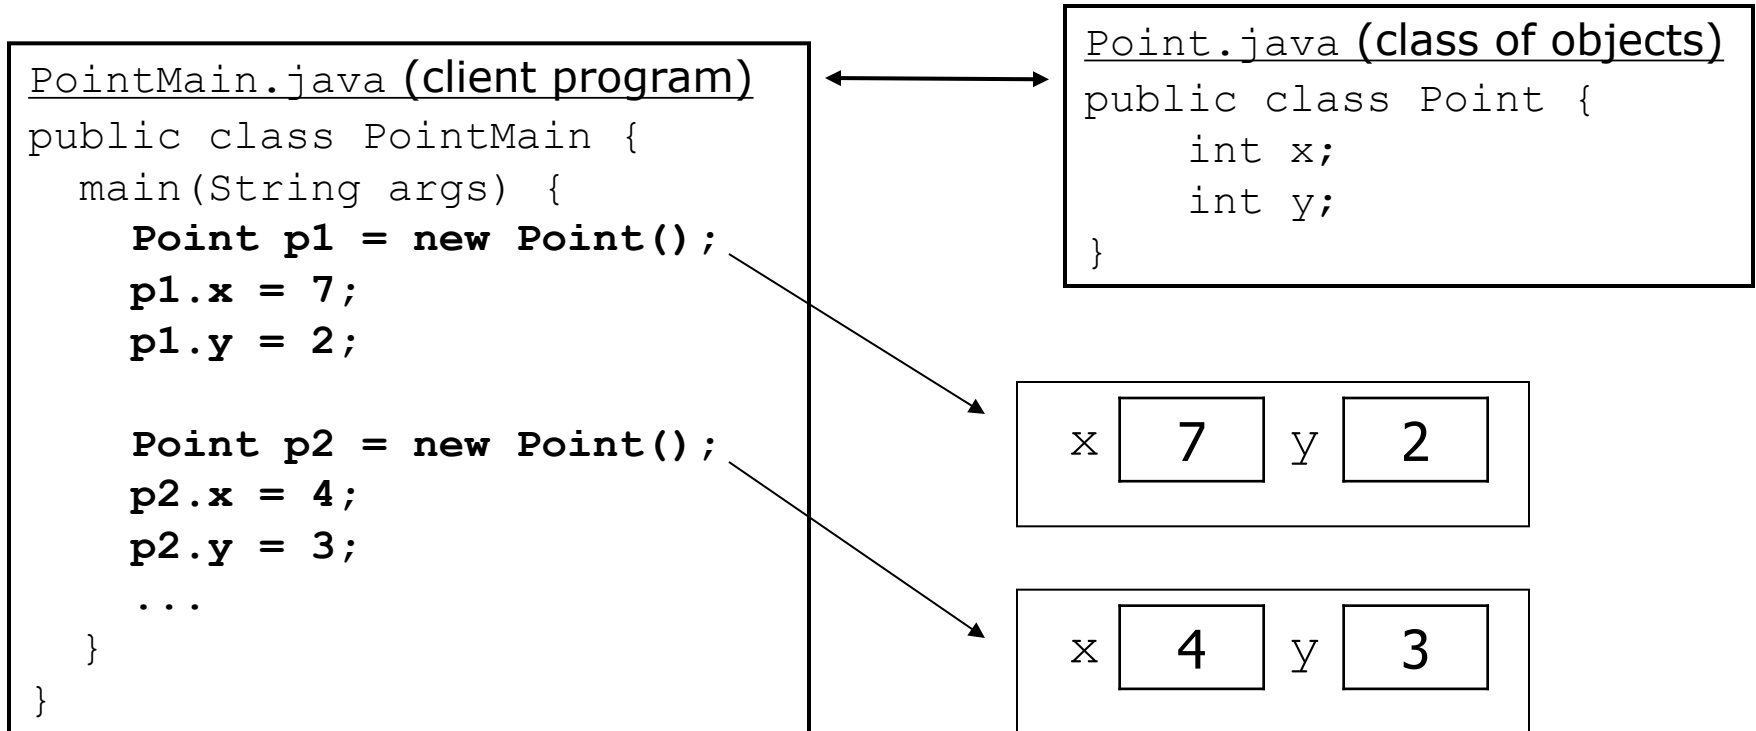 PointMain.java (client program)
public class PointMain {
main(String args) {
Point p1 = new Point();
p1.x = 7;
p1.y = 2;
Point p2 = new Point();
p2.x = 4;
p2.y = 3;
...
}
}
Point.java (class of objects)
public class Point {
int x;
int y;
}
x 7 y 2
x 4 y 3